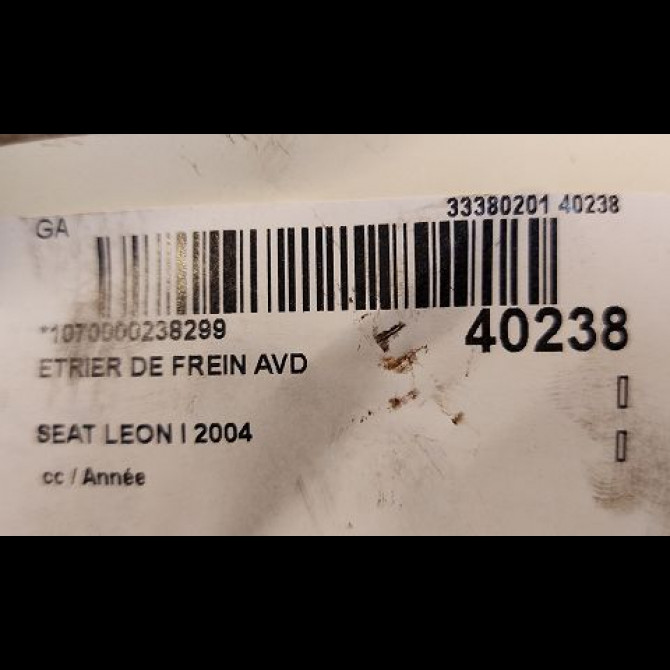 33380201 40238
GA
*1070000238299
40238
ETRIER DE FREIN AVD
SEAT LEON I 2004
cc / Année